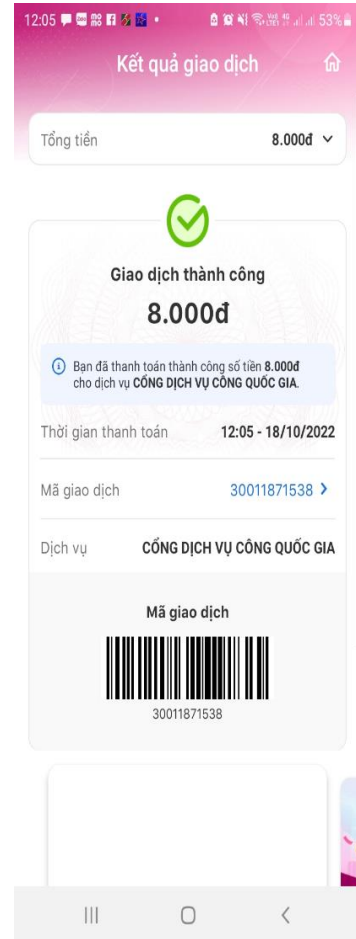 12:05
53%
Kết quả giao dịch
Tổng tiền 8.000đ
Giao dịch thành công
8.000đ
Bạn đã thanh toán thành công số tiền 8.000đ
cho dịch vụ CỔNG DỊCH VỤ CÔNG QUỐC GIA.
Thời gian thanh toán 12:05 - 18/10/2022
Mã giao dịch 30011871538
Dịch vụ CỔNG DỊCH VỤ CÔNG QUỐC GIA
Mã giao dịch
30011871538